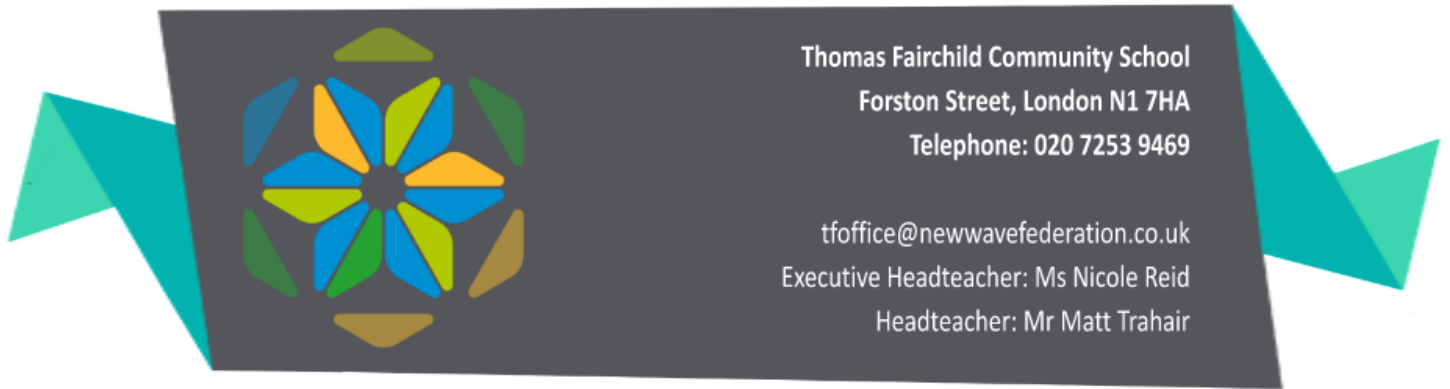 Thomas Fairchild Community School
Forston Street, London N1 7HA
Telephone: 020 7253 9469
tfoffice@newwavefederation.co.uk
Executive Headteacher: Ms Nicole Reid
Headteacher: Mr Matt Trahair